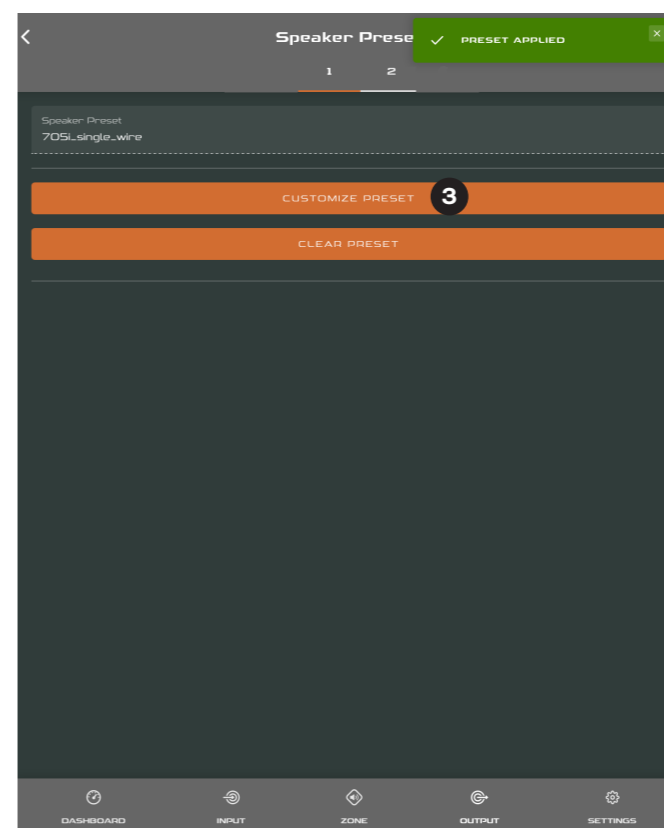 Speaker Prese
PRESET APPLIED
1 2
Speaker Preset
705i_single_wire
CUSTOMIZE PRESET 3
CLEAR PRESET
DASHBOARD INPUT ZONE OUTPUT SETTINGS